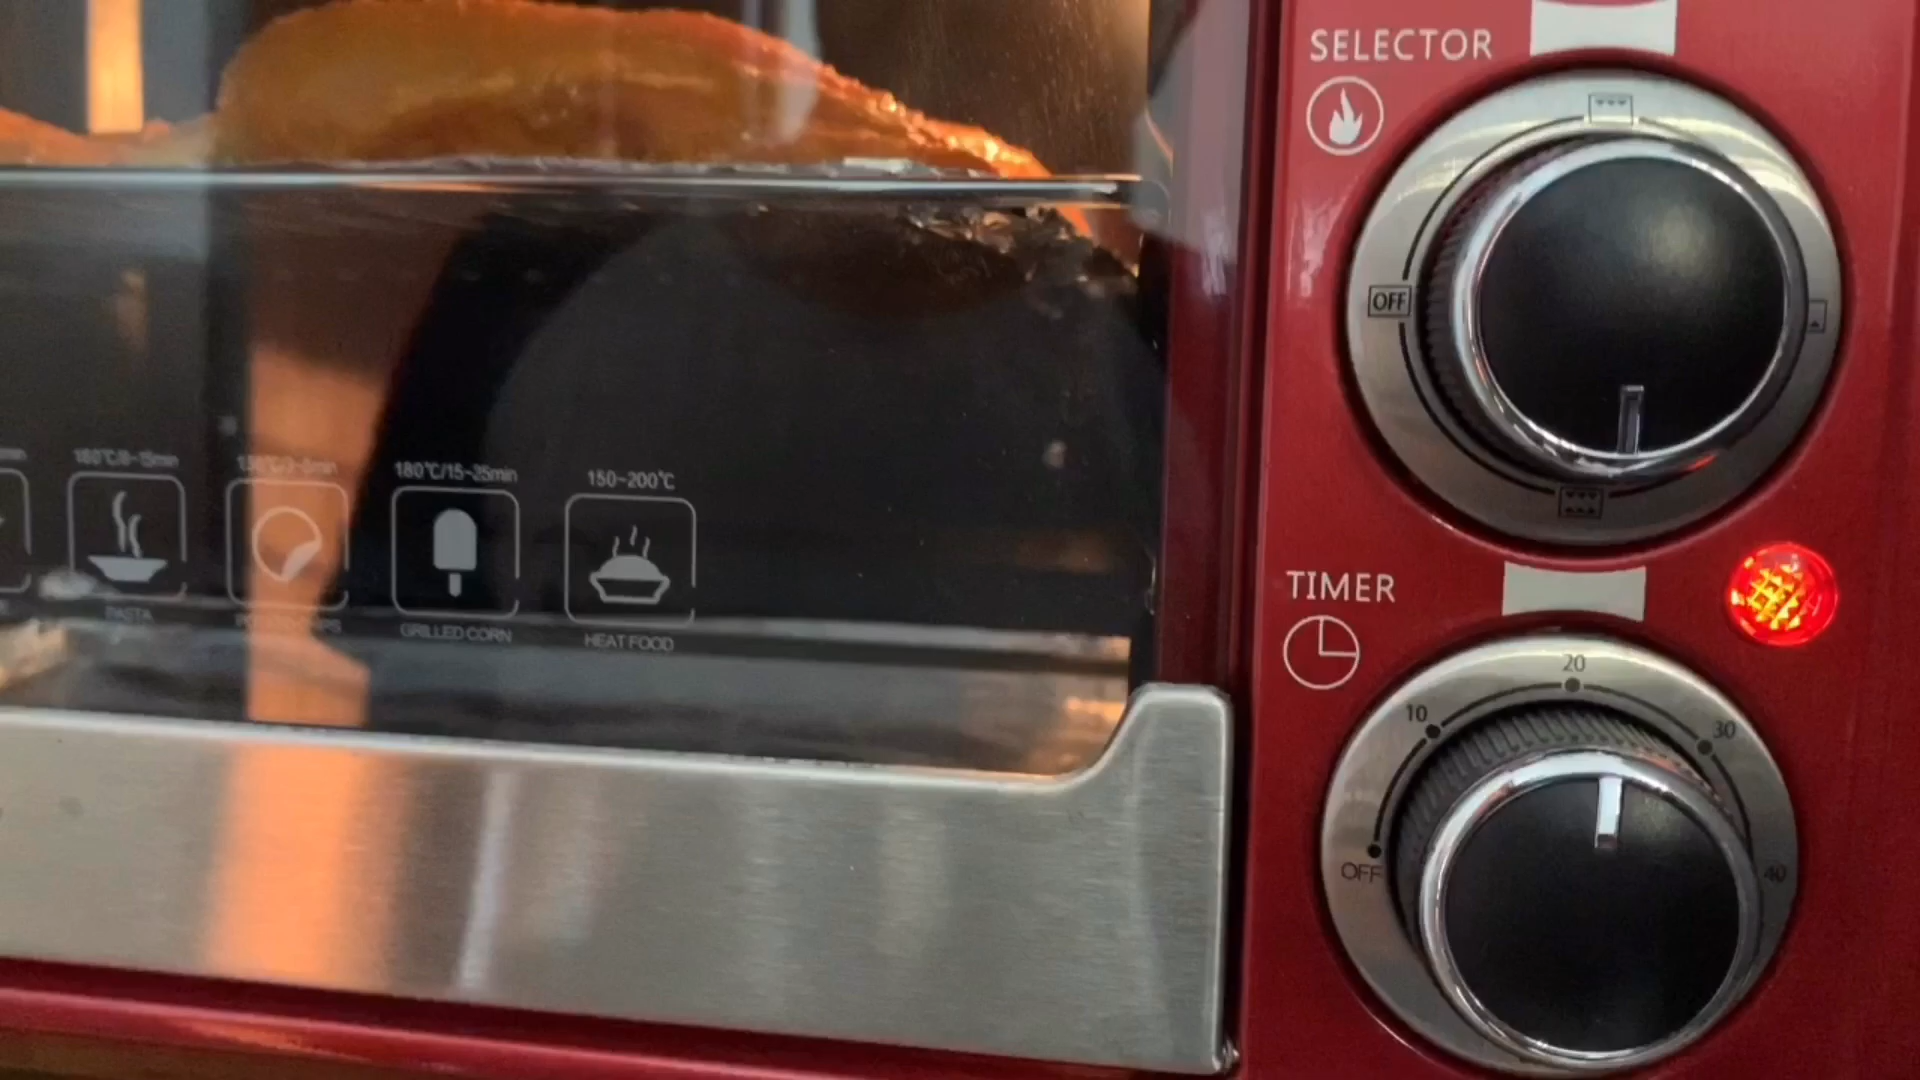 SELECTOR
OFF
TIMER
20
10
30
OFF
40
180℃/8~15min
180℃/15~25min
150~200℃
PASTA
GRILLED CORN
HEAT FOOD